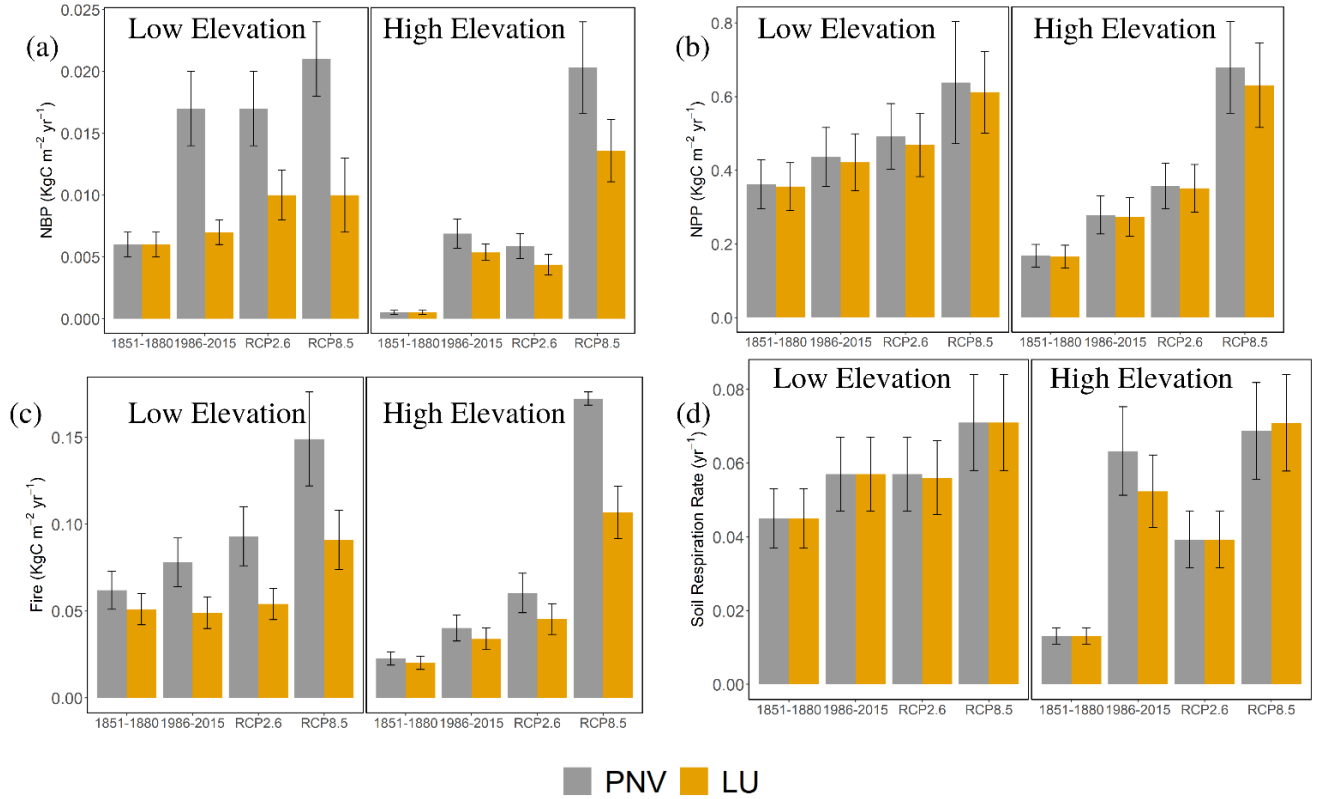 (a)
Low Elevation
High Elevation
NBP (KgC m⁻² yr⁻¹)
0.025
0.020
0.015
0.010
0.005
0.000
1851-1880 1986-2015 RCP2.6 RCP8.5
1851-1880 1986-2015 RCP2.6 RCP8.5
(b)
Low Elevation
High Elevation
NPP (KgC m⁻² yr⁻¹)
0.8
0.6
0.4
0.2
0.0
1851-1880 1986-2015 RCP2.6 RCP8.5
1851-1880 1986-2015 RCP2.6 RCP8.5
(c)
Low Elevation
High Elevation
Fire (KgC m⁻² yr⁻¹)
0.15
0.10
0.05
0.00
1851-1880 1986-2015 RCP2.6 RCP8.5
1851-1880 1986-2015 RCP2.6 RCP8.5
(d)
Low Elevation
High Elevation
Soil Respiration Rate (yr⁻¹)
0.08
0.06
0.04
0.02
0.00
1851-1880 1986-2015 RCP2.6 RCP8.5
1851-1880 1986-2015 RCP2.6 RCP8.5
PNV LU